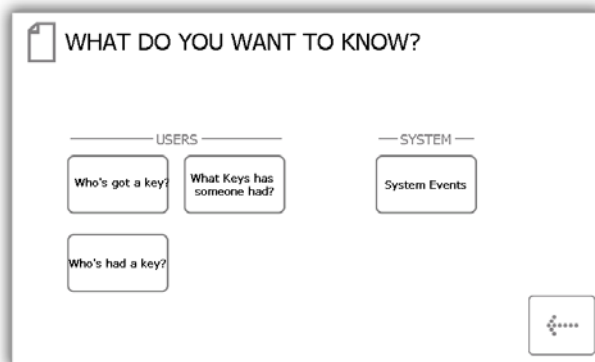 WHAT DO YOU WANT TO KNOW?
USERS
SYSTEM
Who's got a key?
What Keys has
someone had?
System Events
Who's had a key?